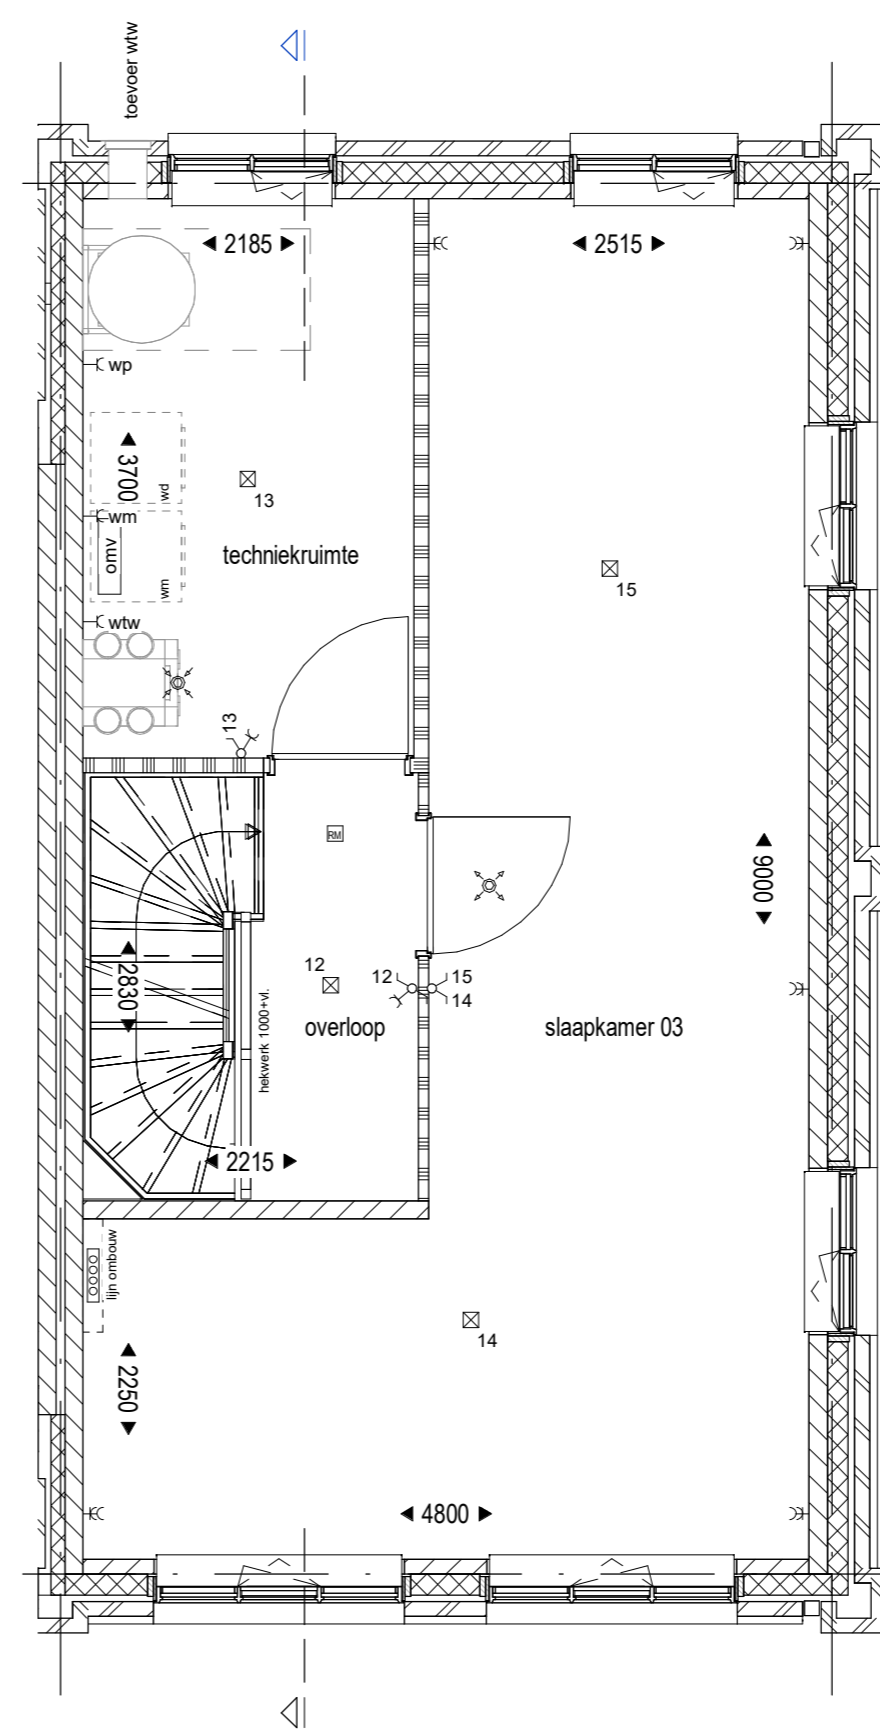 toevoer wtw
2185
2515
wp
3700
wd
13
wm
omv
wm
techniekruimte
15
wtw
13
RM
9000
2830
12
12
15
14
overloop
slaapkamer 03
hekwerk 1000+vl.
2215
lijn ombouw
14
2250
4800